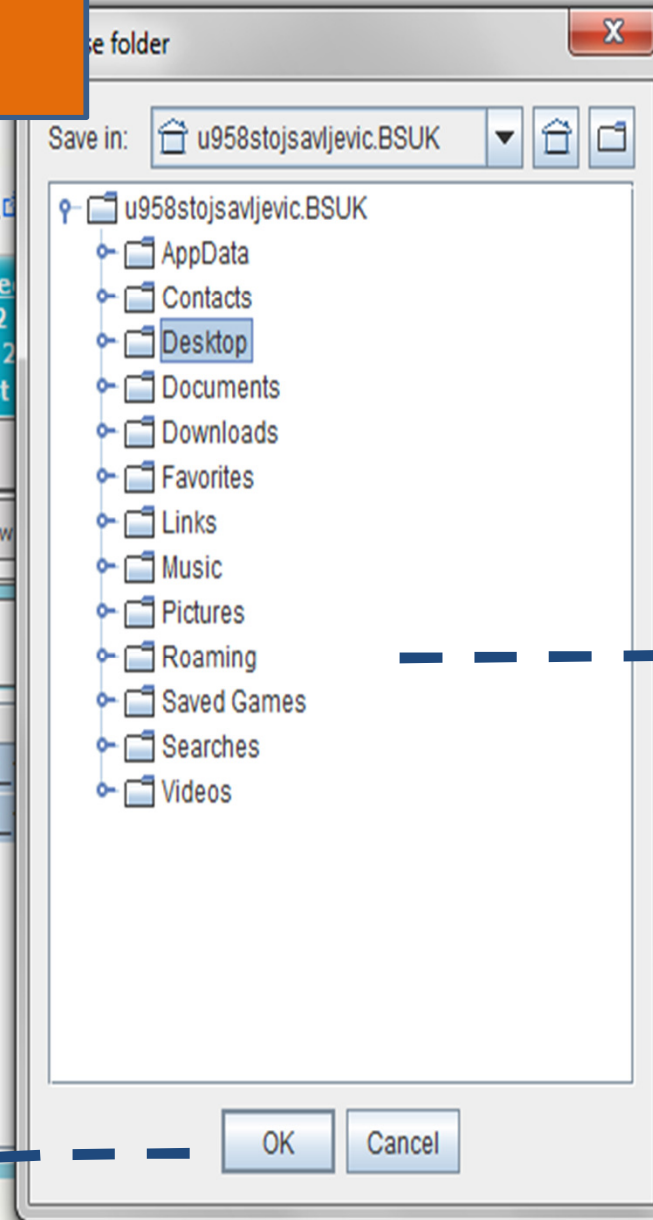 se folder
X
Save in: u958stojsavljevic.BSUK
u958stojsavljevic.BSUK
AppData
Contacts
Desktop
Documents
Downloads
Favorites
Links
Music
Pictures
Roaming
Saved Games
Searches
Videos
OK Cancel